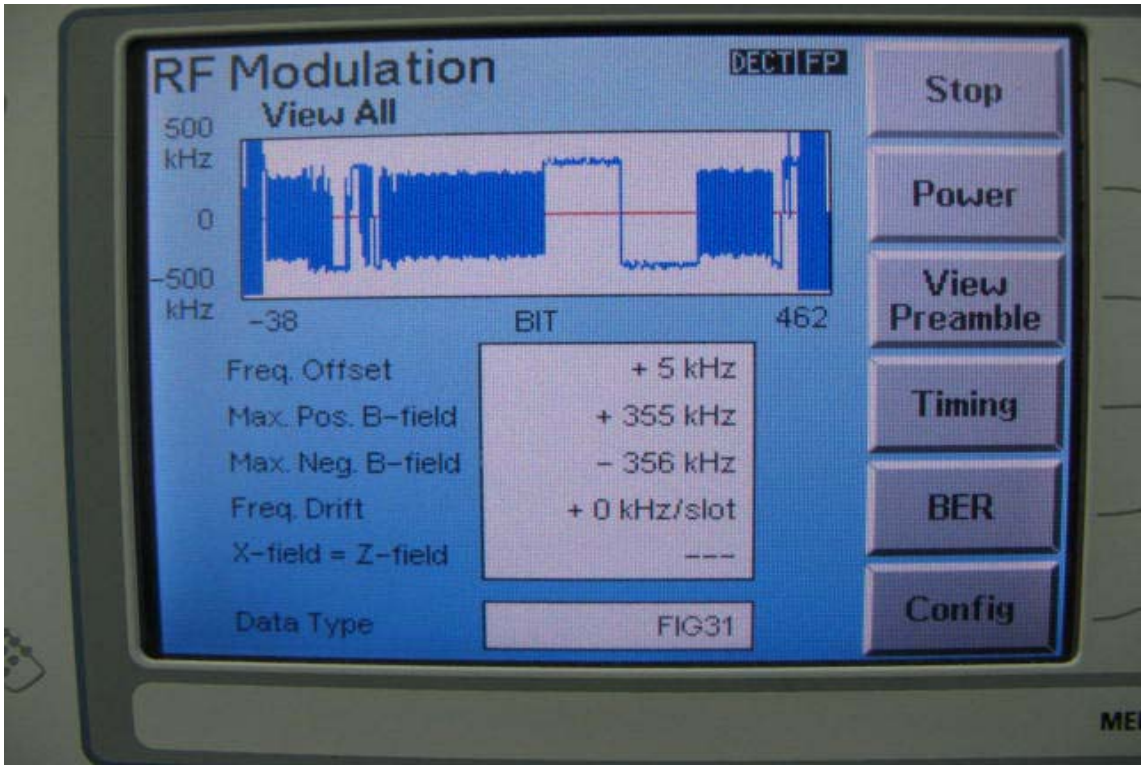 RF Modulation
DECT FP
View All
500
kHz
0
-500
kHz
-38
BIT
462
Freq. Offset + 5 kHz
Max. Pos. B-field + 355 kHz
Max. Neg. B-field - 356 kHz
Freq. Drift + 0 kHz/slot
X-field = Z-field ---
Data Type FIG31
Stop
Power
View
Preamble
Timing
BER
Config